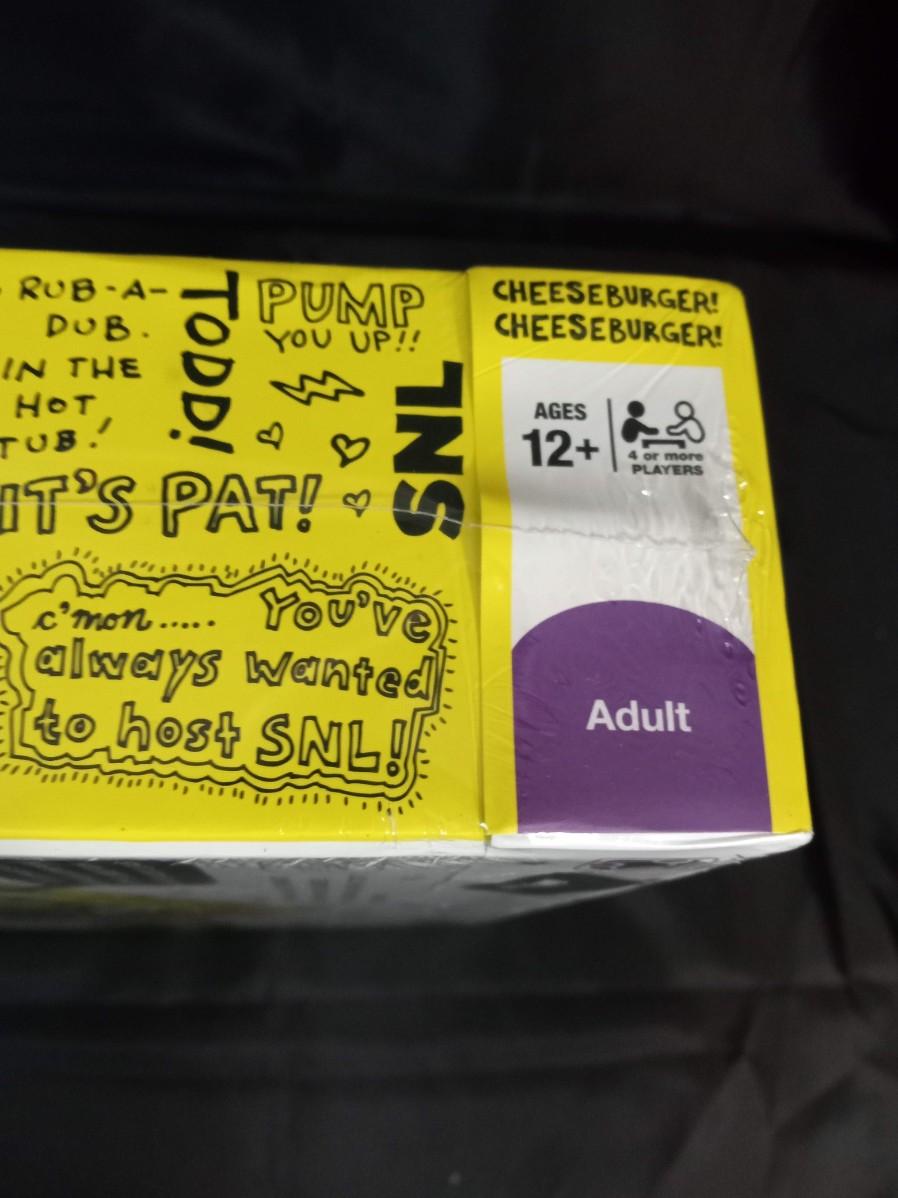 RUB-A-
DUB.
IN THE
HOT
TUB!
TODD!
PUMP
YOU UP!!
SNL
IT'S PAT!
c'mon..... You've
always wanted
to host SNL!
CHEESEBURGER!
CHEESEBURGER!
AGES
12+
4 or more
PLAYERS
Adult